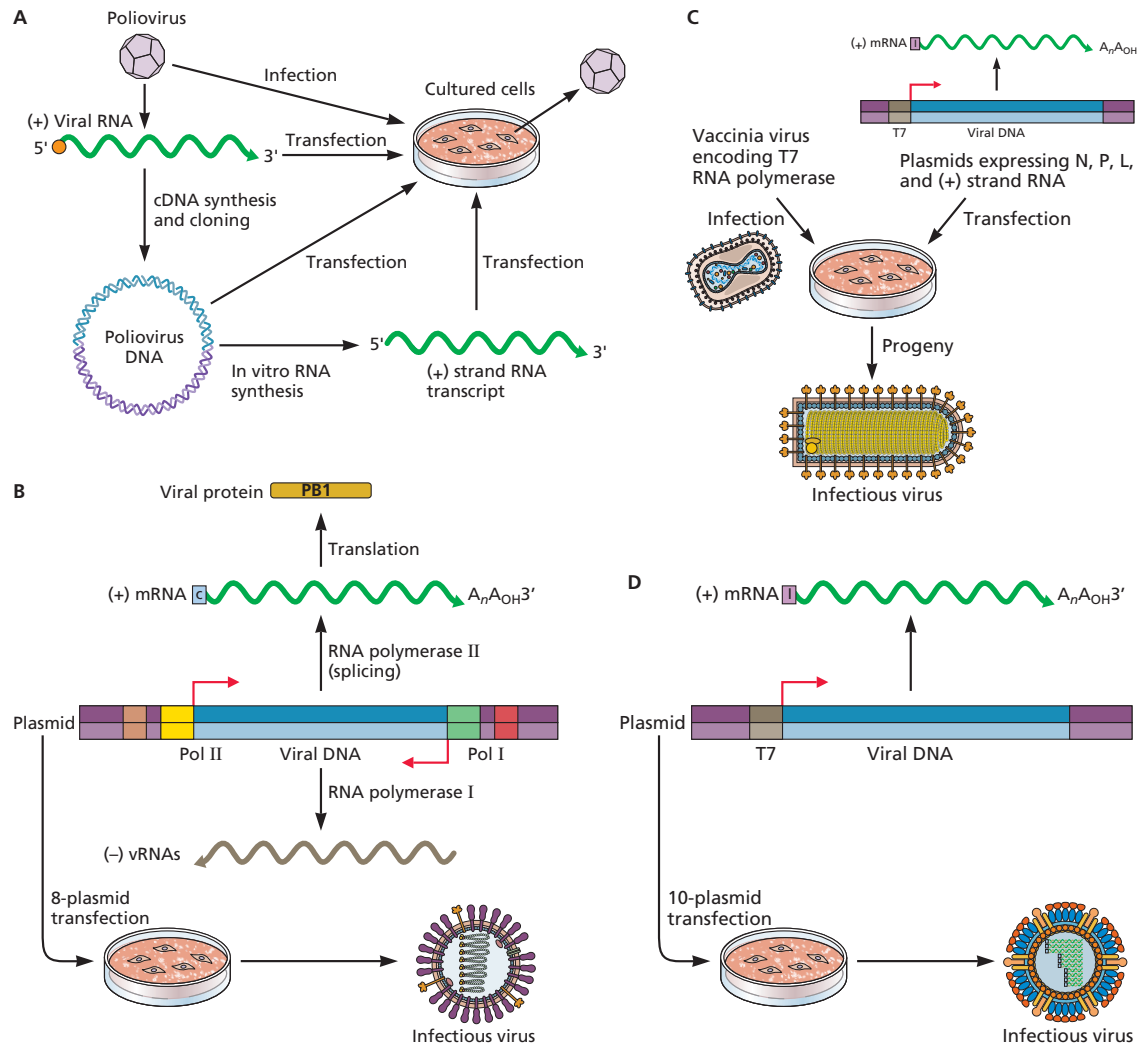 A
Poliovirus
Infection
Cultured cells
(+) Viral RNA
5'
3'
Transfection
cDNA synthesis
and cloning
Transfection
Transfection
Poliovirus
DNA
In vitro RNA
synthesis
5'
3'
(+) strand RNA
transcript
C
(+) mRNA
I
AnAOH
T7
Viral DNA
Vaccinia virus
encoding T7
RNA polymerase
Plasmids expressing N, P, L,
and (+) strand RNA
Infection
Transfection
Progeny
Infectious virus
B
Viral protein
PB1
Translation
(+) mRNA
c
AnAOH3'
RNA polymerase II
(splicing)
Plasmid
Pol II
Viral DNA
Pol I
RNA polymerase I
(–) vRNAs
8-plasmid
transfection
Infectious virus
D
(+) mRNA
I
AnAOH3'
Plasmid
T7
Viral DNA
10-plasmid
transfection
Infectious virus